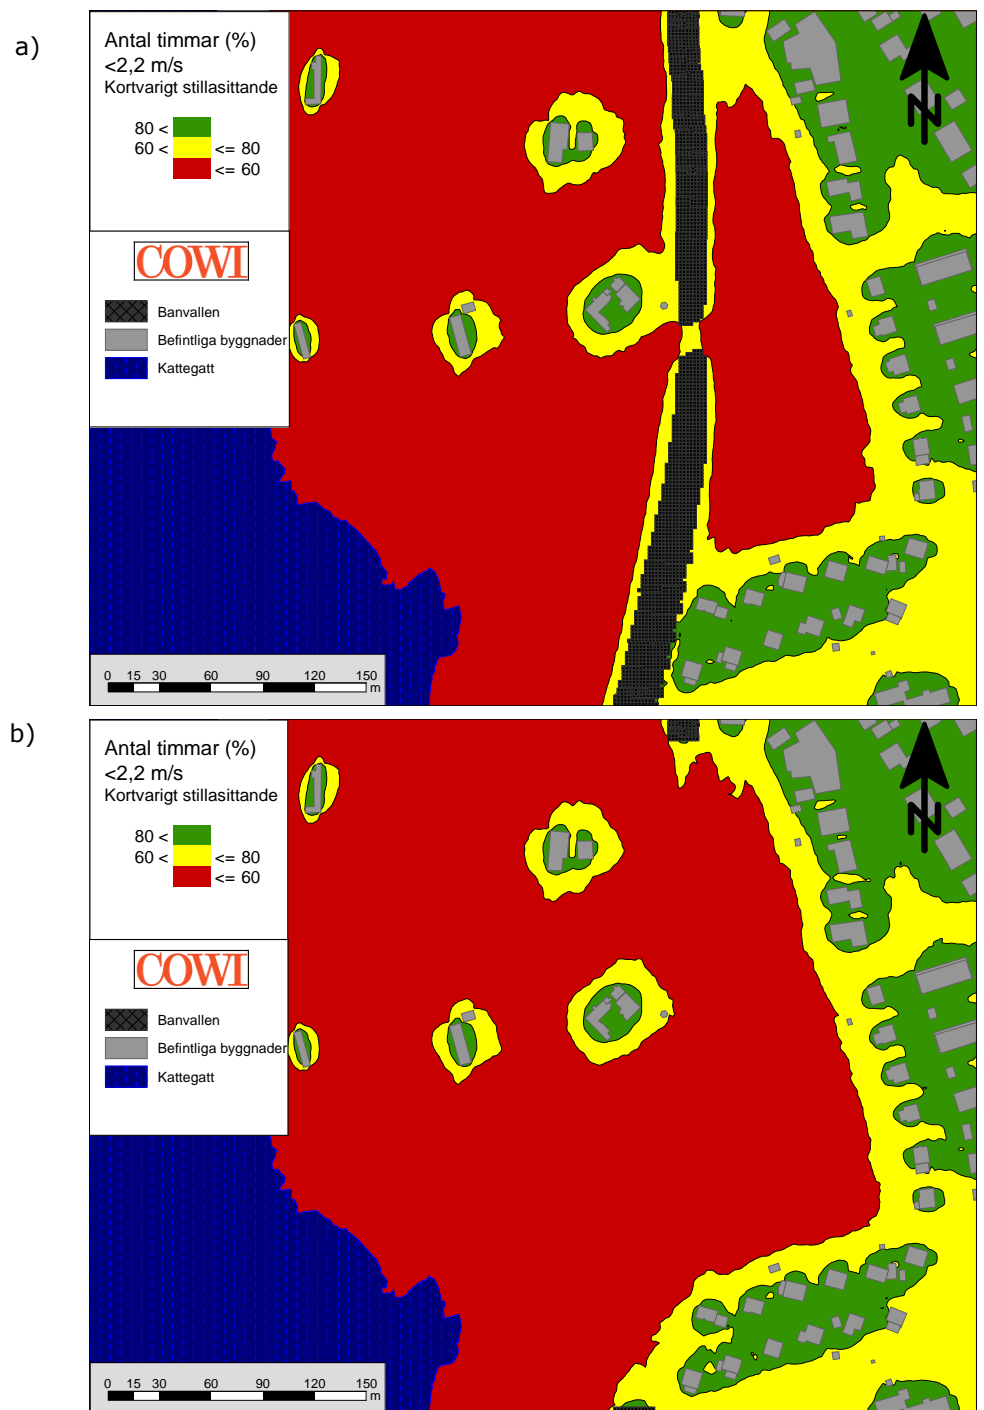 a)
Antal timmar (%)
<2,2 m/s
Kortvarigt stillasittande
80 <
60 < <= 80
<= 60
COWI
Banvallen
Befintliga byggnader
Kattegatt
0 15 30 60 90 120 150
m
N
b)
Antal timmar (%)
<2,2 m/s
Kortvarigt stillasittande
80 <
60 < <= 80
<= 60
COWI
Banvallen
Befintliga byggnader
Kattegatt
0 15 30 60 90 120 150
m
N